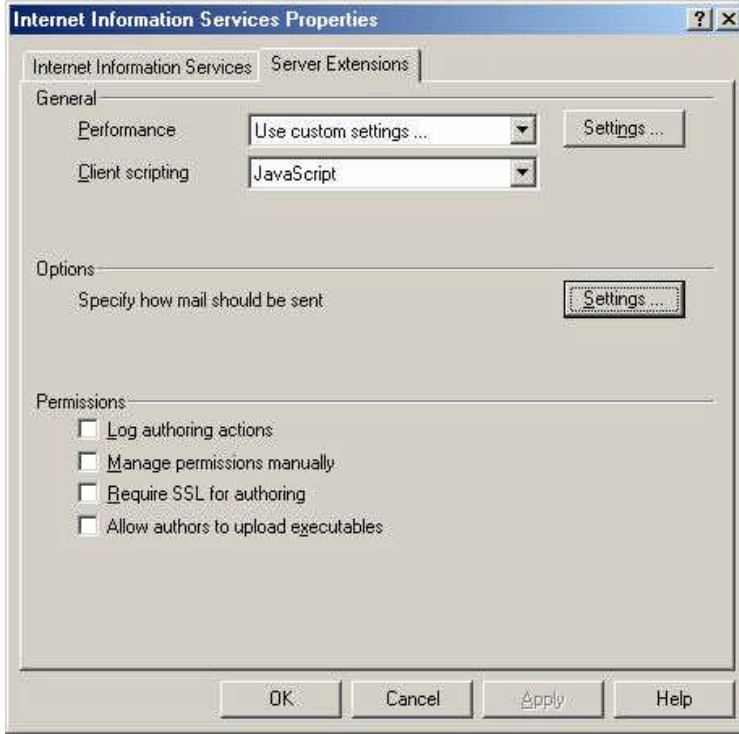 Internet Information Services Properties
Internet Information Services Server Extensions
General
Performance Use custom settings ... Settings ...
Client scripting JavaScript
Options
Specify how mail should be sent Settings ...
Permissions
Log authoring actions
Manage permissions manually
Require SSL for authoring
Allow authors to upload executables
OK Cancel Apply Help